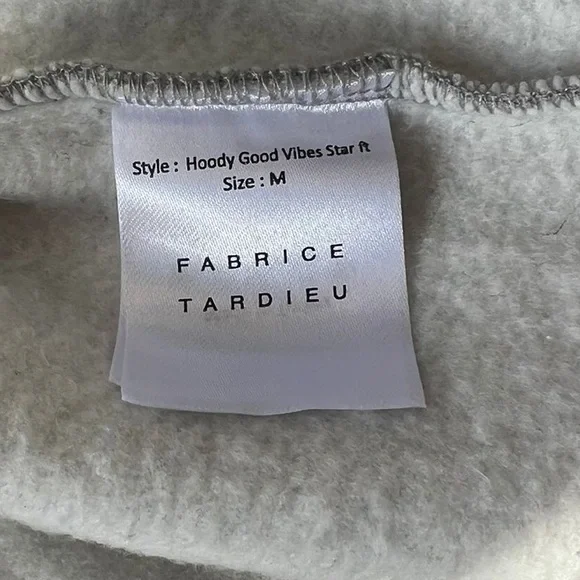 Style : Hoody Good Vibes Star ft
Size : M
FABRICE
TARDIEU